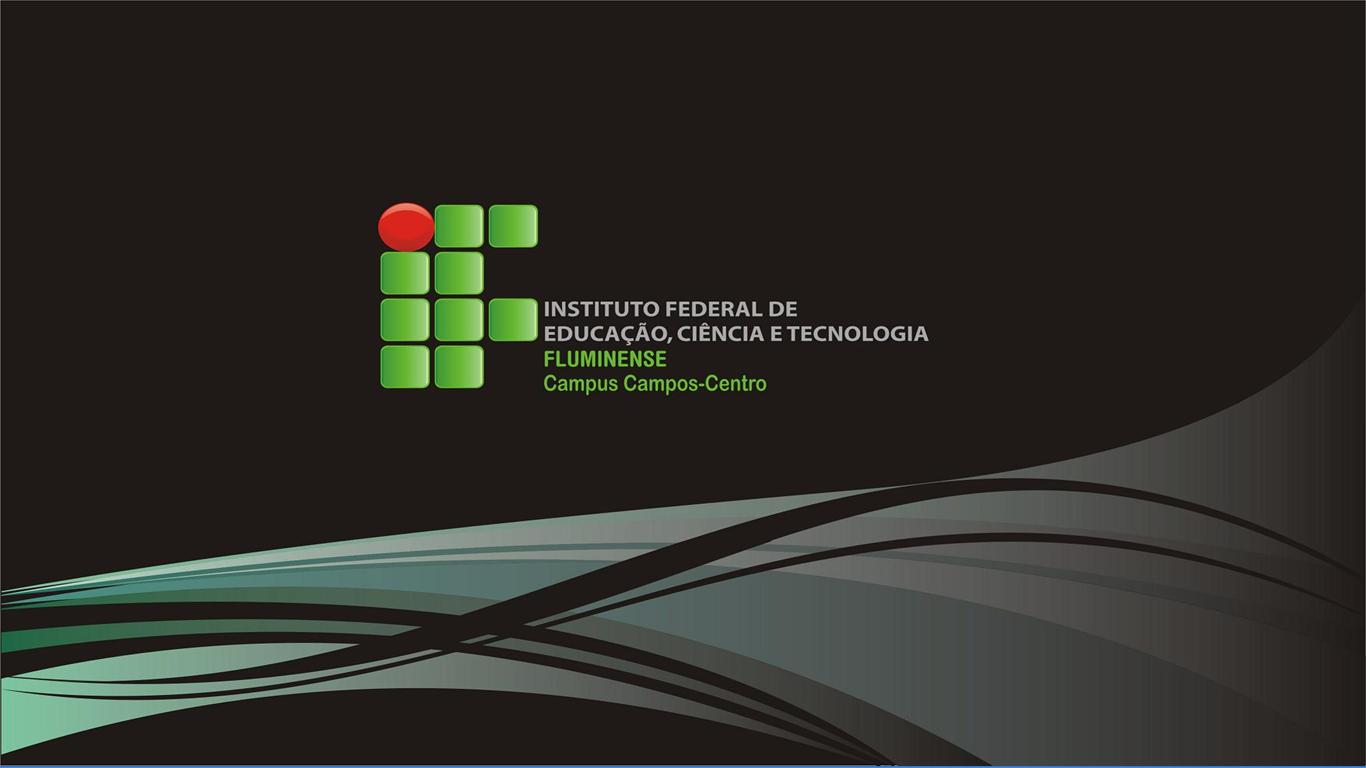 INSTITUTO FEDERAL DE
EDUCAÇÃO, CIÊNCIA E TECNOLOGIA
FLUMINENSE
Campus Campos-Centro